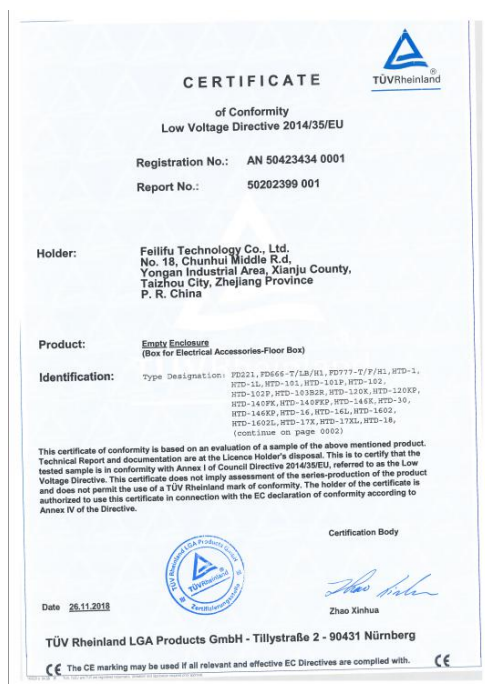 TÜVRheinland®
CERTIFICATE
of Conformity
Low Voltage Directive 2014/35/EU
Registration No.: AN 50423434 0001
Report No.: 50202399 001
Holder: Feilifu Technology Co., Ltd.
No. 18, Chunhui Middle R.d,
Yongan Industrial Area, Xianju County,
Taizhou City, Zhejiang Province
P. R. China
Product: Empty Enclosure
(Box for Electrical Accessories-Floor Box)
Identification: Type Designation: FD221,FD666-T/LB/H1,FD777-T/F/H1,HTD-1,
HTD-1L,HTD-101,HTD-101P,HTD-102,
HTD-102P,HTD-103B2R,HTD-120K,HTD-120KP,
HTD-140FK,HTD-140FKP,HTD-146K,HTD-30,
HTD-146KP,HTD-16,HTD-16L,HTD-1602,
HTD-1602L,HTD-17X,HTD-17XL,HTD-18,
(continue on page 0002)
This certificate of conformity is based on an evaluation of a sample of the above mentioned product.
Technical Report and documentation are at the Licence Holder's disposal. This is to certify that the
tested sample is in conformity with Annex I of Council Directive 2014/35/EU, referred to as the Low
Voltage Directive. This certificate does not imply assessment of the series-production of the product
and does not permit the use of a TÜV Rheinland mark of conformity. The holder of the certificate is
authorized to use this certificate in connection with the EC declaration of conformity according to
Annex IV of the Directive.
Certification Body
TÜV Rheinland LGA Products GmbH
TÜVRheinland
Zertifizierungsstelle
Date 26.11.2018
Zhao Xinhua
TÜV Rheinland LGA Products GmbH - Tillystraße 2 - 90431 Nürnberg
CE The CE marking may be used if all relevant and effective EC Directives are complied with. CE